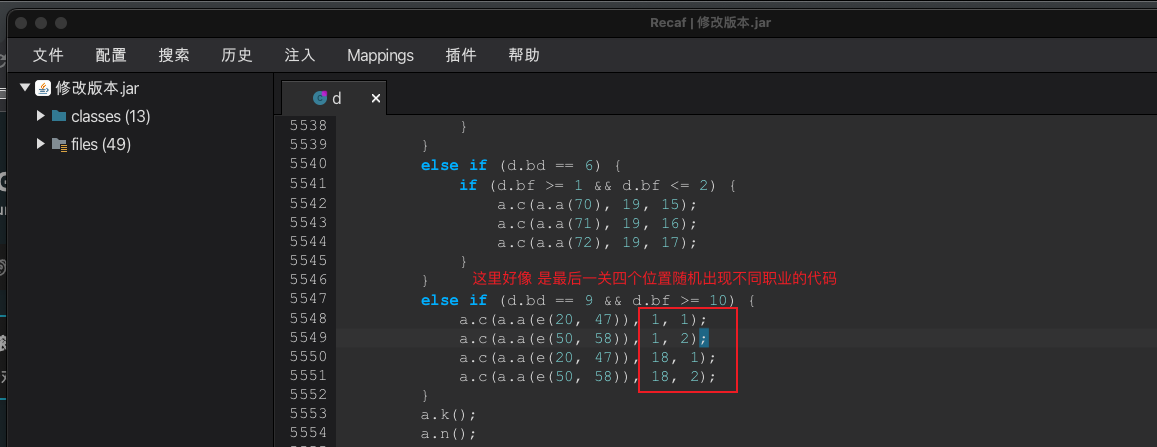 Recaf | 修改版本.jar
文件 配置 搜索 历史 注入 Mappings 插件 帮助
修改版本.jar
classes (13)
files (49)
d
5538 }
5539 }
5540 else if (d.bd == 6) {
5541 if (d.bf >= 1 && d.bf <= 2) {
5542 a.c(a.a(70), 19, 15);
5543 a.c(a.a(71), 19, 16);
5544 a.c(a.a(72), 19, 17);
5545 }
5546 } 这里好像 是最后一关四个位置随机出现不同职业的代码
5547 else if (d.bd == 9 && d.bf >= 10) {
5548 a.c(a.a(e(20, 47)), 1, 1);
5549 a.c(a.a(e(50, 58)), 1, 2);
5550 a.c(a.a(e(20, 47)), 18, 1);
5551 a.c(a.a(e(50, 58)), 18, 2);
5552 }
5553 a.k();
5554 a.n();